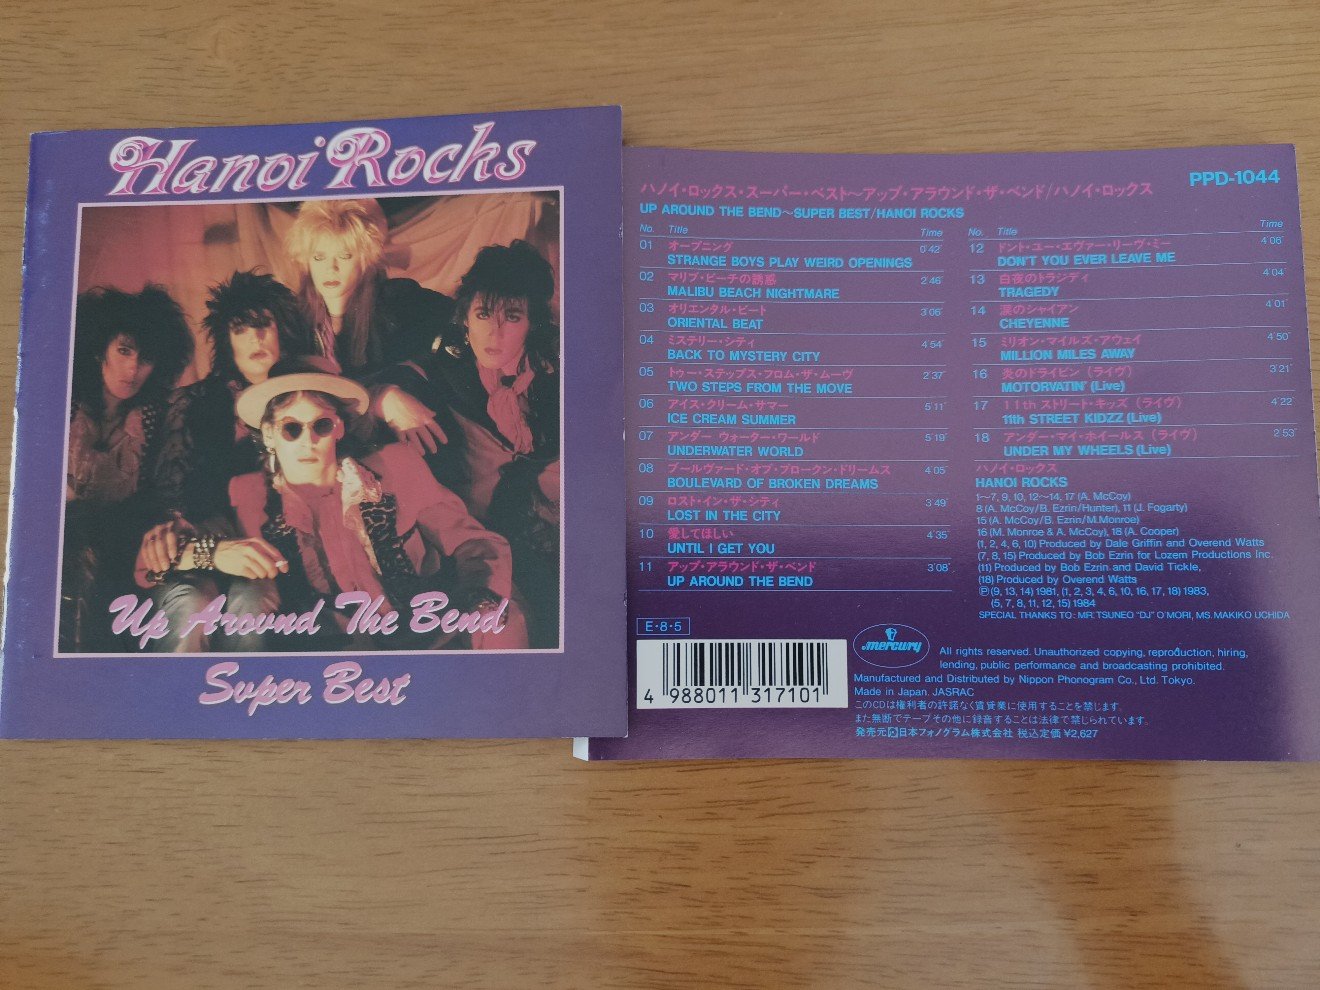 Hanoi Rocks
Up Around The Bend
Super Best
PPD-1044
ハノイ・ロックス・スーパー・ベスト～アップ・アラウンド・ザ・ベンド/ハノイ・ロックス
UP AROUND THE BEND～SUPER BEST/HANOI ROCKS
No. Title Time
01 オープニング 0'42"
STRANGE BOYS PLAY WEIRD OPENINGS
02 マリブ・ビーチの誘惑 2'46"
MALIBU BEACH NIGHTMARE
03 オリエンタル・ビート 3'06"
ORIENTAL BEAT
04 ミステリー・シティ 4'54"
BACK TO MYSTERY CITY
05 トゥー・ステップス・フロム・ザ・ムーヴ 2'37"
TWO STEPS FROM THE MOVE
06 アイス・クリーム・サマー 5'11"
ICE CREAM SUMMER
07 アンダー ウォーター・ワールド 5'19"
UNDERWATER WORLD
08 ブールヴァード・オブ・ブロークン・ドリームス 4'05"
BOULEVARD OF BROKEN DREAMS
09 ロスト・イン・ザ・シティ 3'49"
LOST IN THE CITY
10 愛してほしい 4'35"
UNTIL I GET YOU
11 アップ・アラウンド・ザ・ベンド 3'08"
UP AROUND THE BEND
No. Title Time
12 ドント・ユー・エヴァー・リーヴ・ミー 4'06"
DON'T YOU EVER LEAVE ME
13 白夜のトラジディ 4'04"
TRAGEDY
14 涙のシャイアン 4'01"
CHEYENNE
15 ミリオン・マイルズ・アウェイ 4'50"
MILLION MILES AWAY
16 炎のドライビン（ライヴ） 3'21"
MOTORVATIN' (Live)
17 11thストリート・キッズ（ライヴ） 4'22"
11th STREET KIDZZ (Live)
18 アンダー・マイ・ホイールス（ライヴ） 2'53"
UNDER MY WHEELS (Live)
ハノイ・ロックス
HANOI ROCKS
1～7, 9, 10, 12～14, 17 (A. McCoy)
8 (A. McCoy/B. Ezrin/Hunter), 11 (J. Fogarty)
15 (A. McCoy/B. Ezrin/M.Monroe)
16 (M. Monroe & A. McCoy), 18 (A. Cooper)
(1, 2, 4, 6, 10) Produced by Dale Griffin and Overend Watts
(7, 8, 15) Produced by Bob Ezrin for Lozem Productions Inc.
(11) Produced by Bob Ezrin and David Tickle,
(18) Produced by Overend Watts
Ⓟ(9, 13, 14) 1981, (1, 2, 3, 4, 6, 10, 16, 17, 18) 1983,
(5, 7, 8, 11, 12, 15) 1984
SPECIAL THANKS TO: MR. TSUNEO "DJ" O'MORI, MS. MAKIKO UCHIDA
E・8・5
4 988011 317101
mercury
All rights reserved. Unauthorized copying, reproduction, hiring,
lending, public performance and broadcasting prohibited.
Manufactured and Distributed by Nippon Phonogram Co., Ltd. Tokyo.
Made in Japan. JASRAC
このCDは権利者の許諾なく賃貸業に使用することを禁じます。
また無断でテープその他に録音することは法律で禁じられています。
発売元日本フォノグラム株式会社 税込定価¥2,627